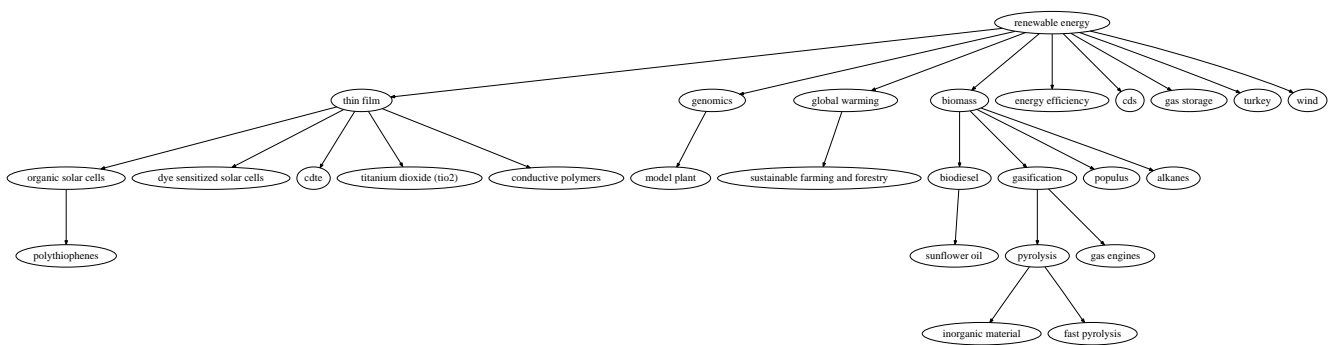 renewable energy
thin film
genomics
global warming
biomass
energy efficiency
cds
gas storage
turkey
wind
organic solar cells
dye sensitized solar cells
cdte
titanium dioxide (tio2)
conductive polymers
model plant
sustainable farming and forestry
biodiesel
gasification
populus
alkanes
polythiophenes
sunflower oil
pyrolysis
gas engines
inorganic material
fast pyrolysis